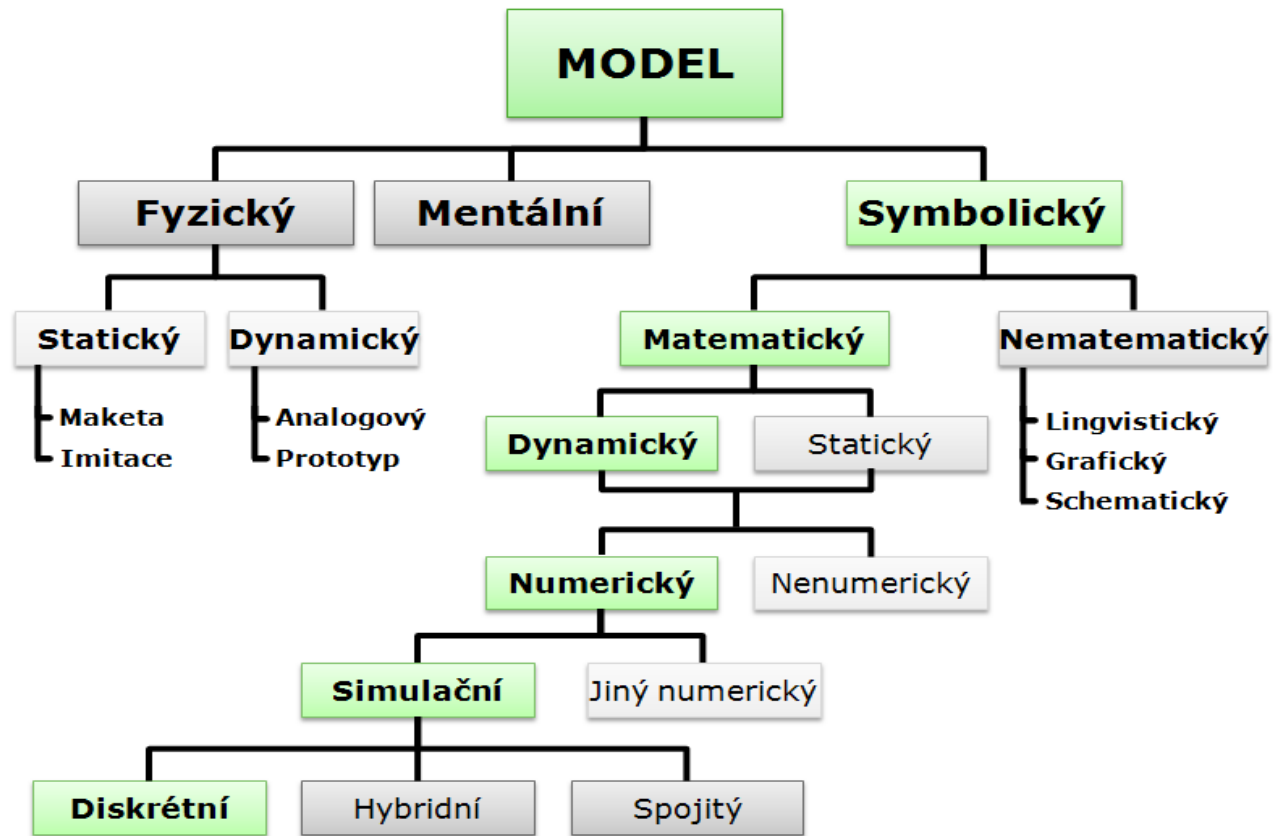 MODEL
Fyzický
Mentální
Symbolický
Statický
Dynamický
Matematický
Nematematický
Maketa
Imitace
Analogový
Prototyp
Lingvistický
Grafický
Schematický
Dynamický
Statický
Numerický
Nenumerický
Simulační
Jiný numerický
Diskrétní
Hybridní
Spojitý